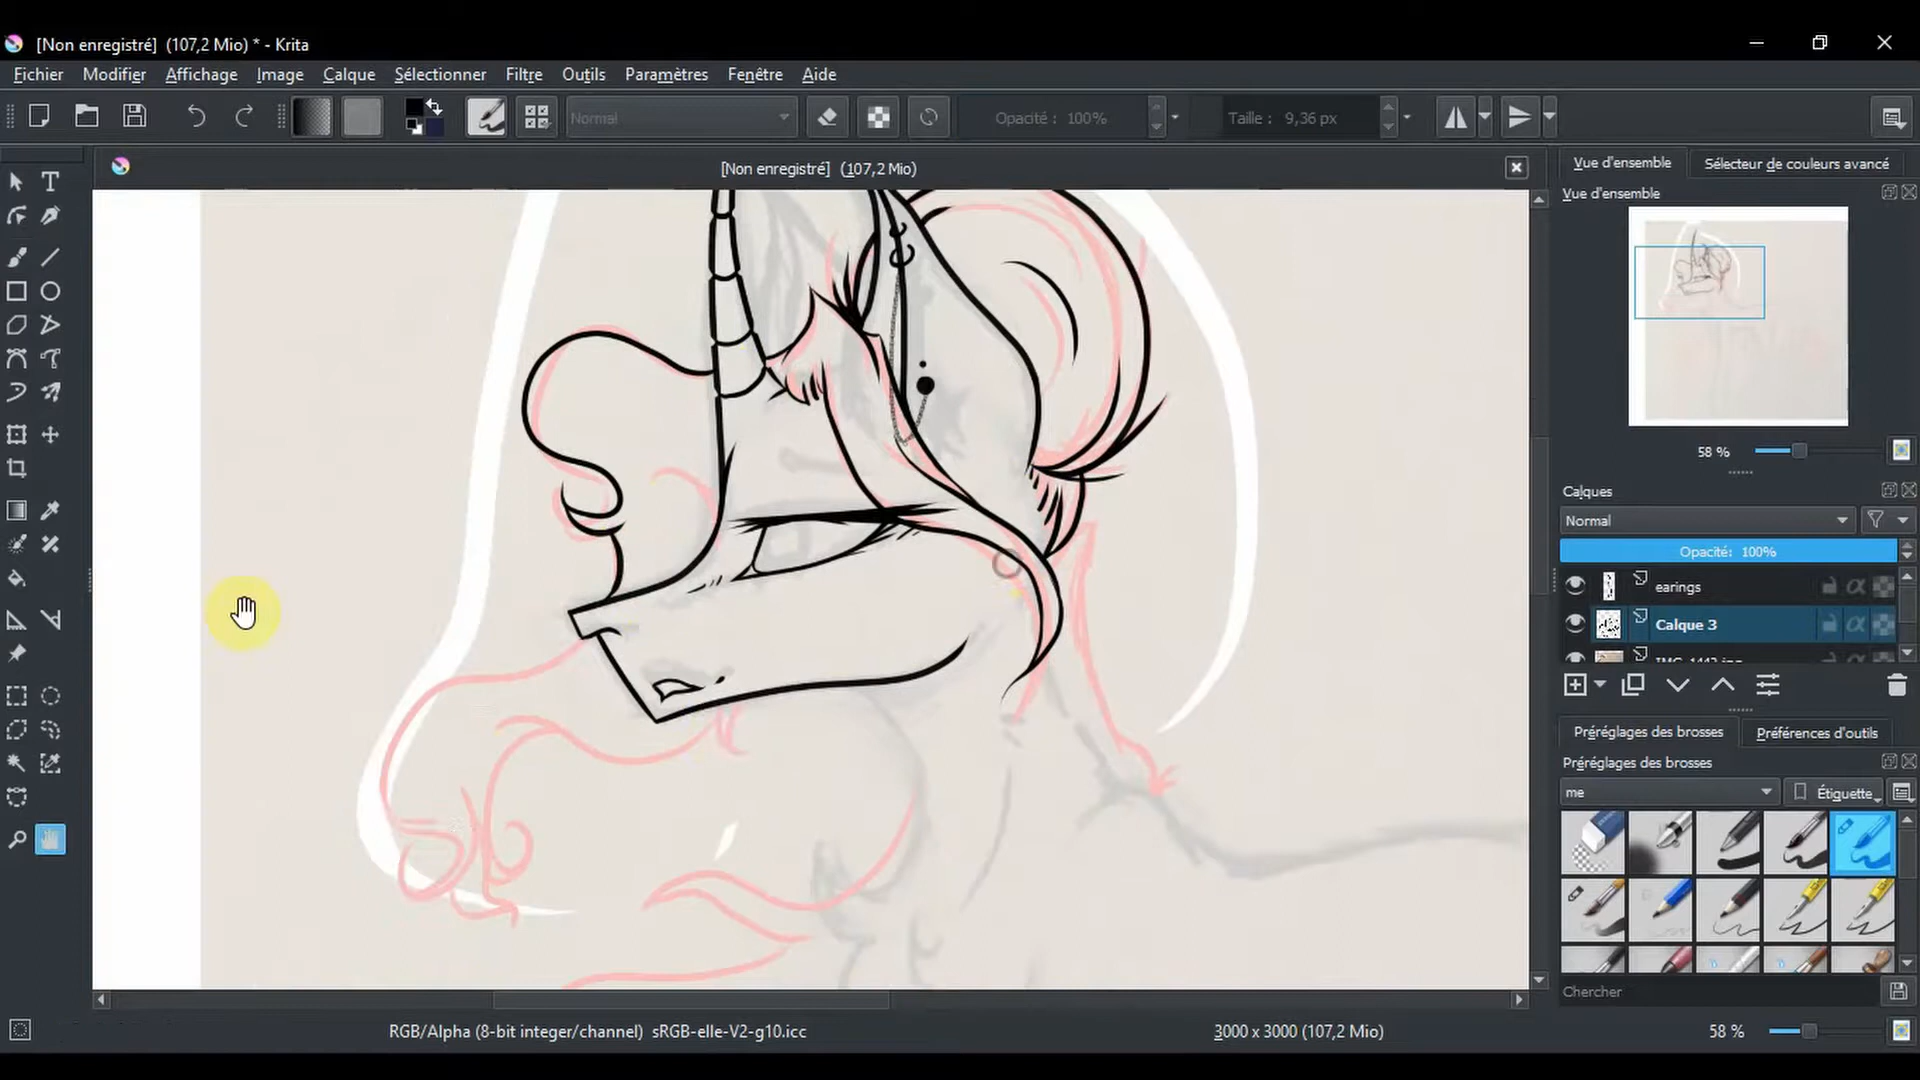 [Non enregistré] (107,2 Mio) * - Krita
Fichier Modifier Affichage Image Calque Sélectionner Filtre Outils Paramètres Fenêtre Aide
Normal Opacité : 100% Taille : 9,36 px
[Non enregistré] (107,2 Mio)
Vue d'ensemble Sélecteur de couleurs avancé
Vue d'ensemble
58 %
Calques
Normal
Opacité: 100%
earings
Calque 3
IMG_1442.jpg
Préréglages des brosses Préférences d'outils
Préréglages des brosses
me Étiquette
Chercher
RGB/Alpha (8-bit integer/channel) sRGB-elle-V2-g10.icc 3000 x 3000 (107,2 Mio) 58 %